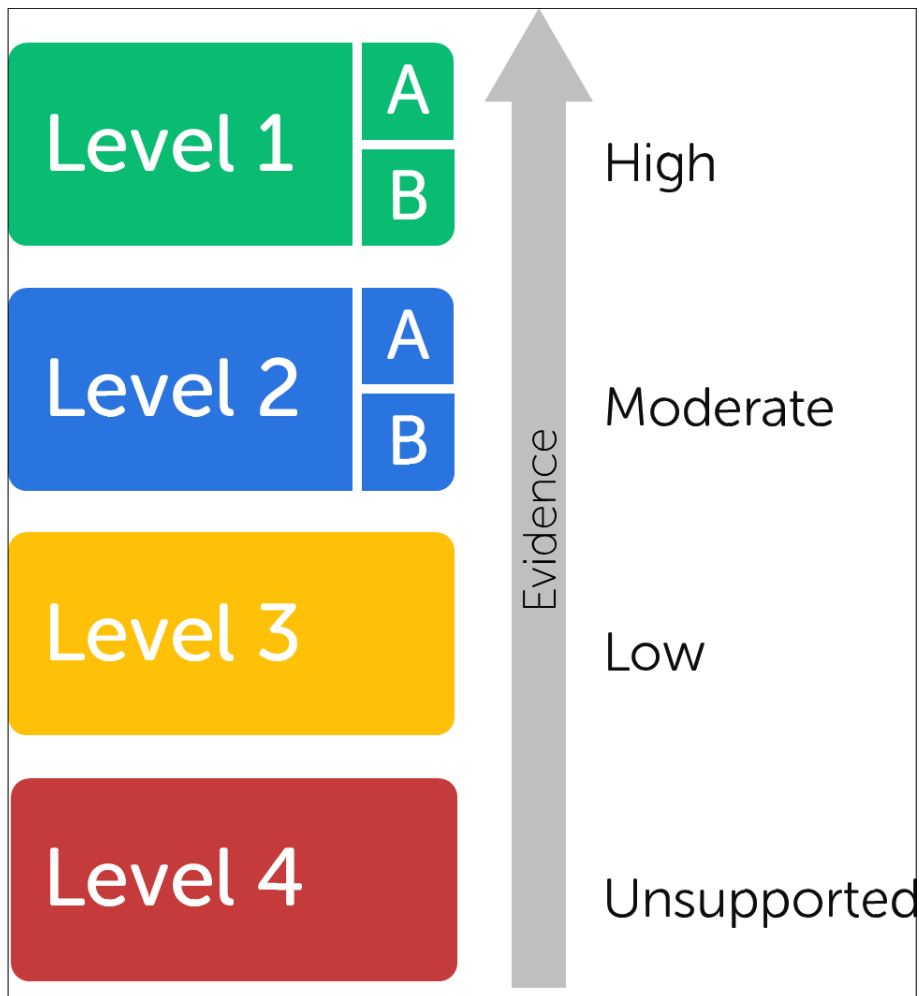 Level 1
A
B
High
Level 2
A
B
Moderate
Evidence
Level 3
Low
Level 4
Unsupported